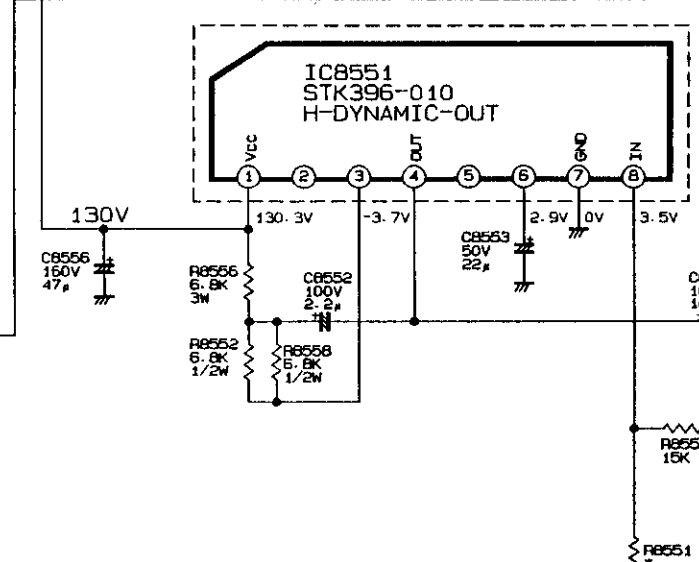 IC8551
STK396-010
H-DYNAMIC-OUT
VCC
OUT
GND
IN
1
2
3
4
5
6
7
8
130V
130.3V
-3.7V
2.9V
0V
3.5V
C8556
160V
47μ
R8556
6.8K
3W
C8552
100V
2.2μ
C8553
50V
22μ
R8552
6.8K
1/2W
R8558
6.8K
1/2W
R855
15K
R8551